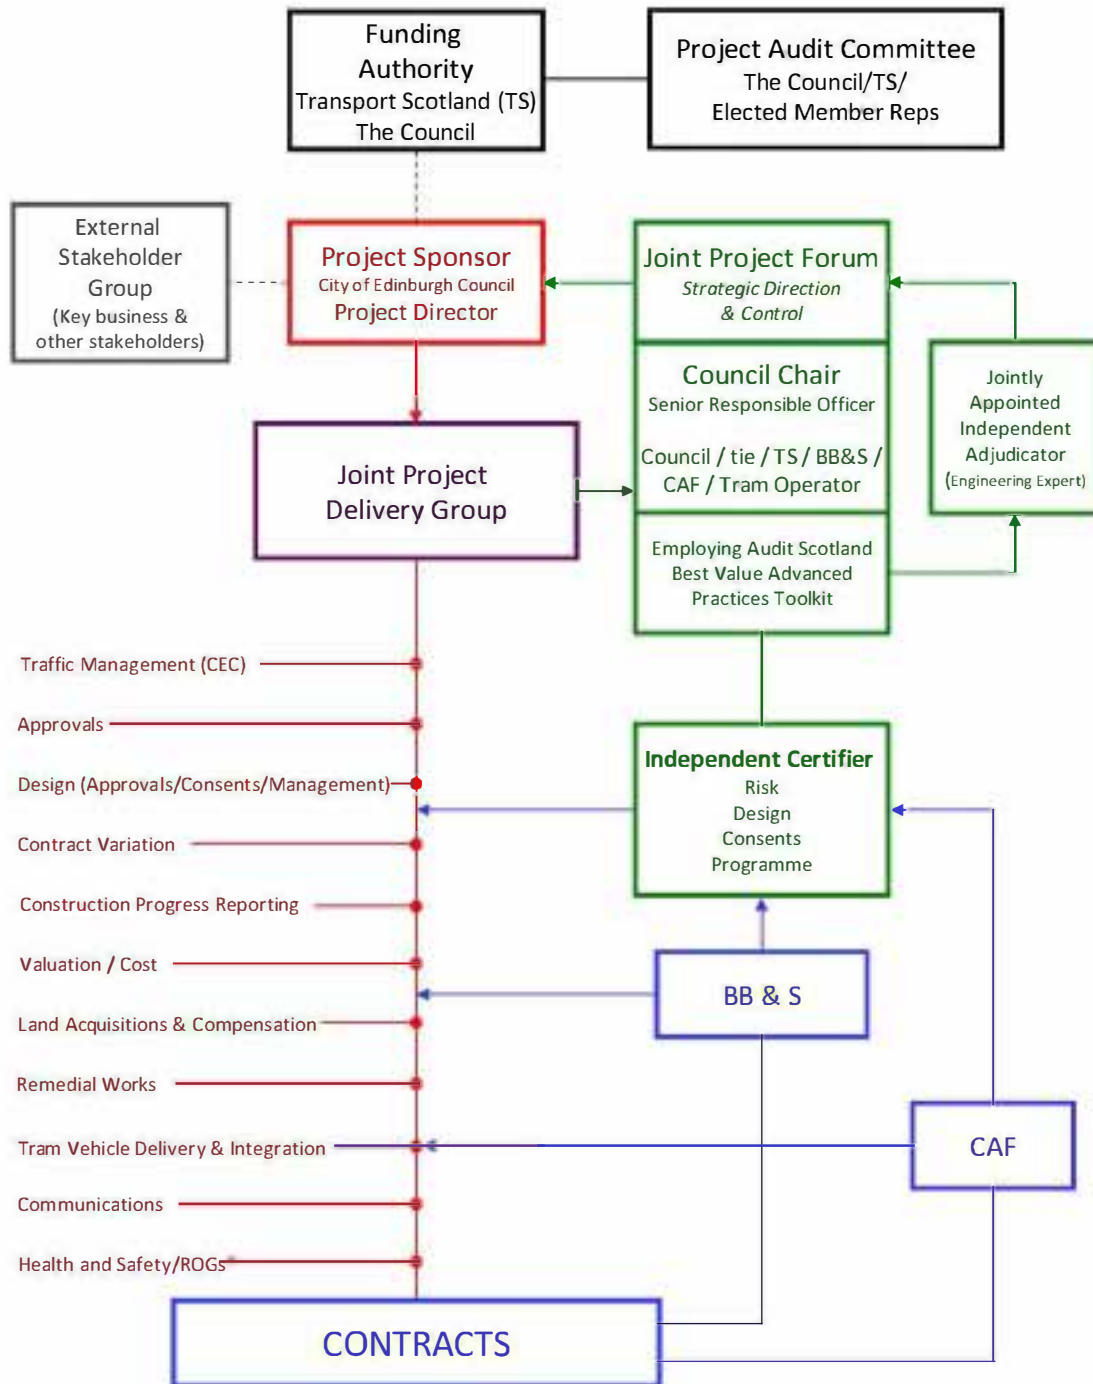 Funding
Authority
Transport Scotland (TS)
The Council
Project Audit Committee
The Council/TS/
Elected Member Reps
External
Stakeholder
Group
(Key business &
other stakeholders)
Project Sponsor
City of Edinburgh Council
Project Director
Joint Project Forum
Strategic Direction
& Control
Council Chair
Senior Responsible Officer
Council / tie / TS / BB&S /
CAF / Tram Operator
Employing Audit Scotland
Best Value Advanced
Practices Toolkit
Jointly
Appointed
Independent
Adjudicator
(Engineering Expert)
Joint Project
Delivery Group
Traffic Management (CEC)
Approvals
Design (Approvals/Consents/Management)
Contract Variation
Construction Progress Reporting
Valuation / Cost
Land Acquisitions & Compensation
Remedial Works
Tram Vehicle Delivery & Integration
Communications
Health and Safety/ROGs
Independent Certifier
Risk
Design
Consents
Programme
BB & S
CAF
CONTRACTS